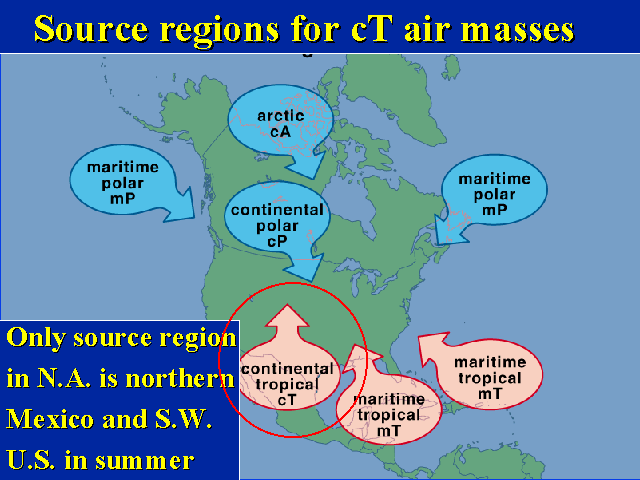 Source regions for cT air masses
arctic
cA
maritime
polar
mP
maritime
polar
mP
continental
polar
cP
Only source region
in N.A. is northern
Mexico and S.W.
U.S. in summer
continental
tropical
cT
maritime
tropical
mT
maritime
tropical
mT